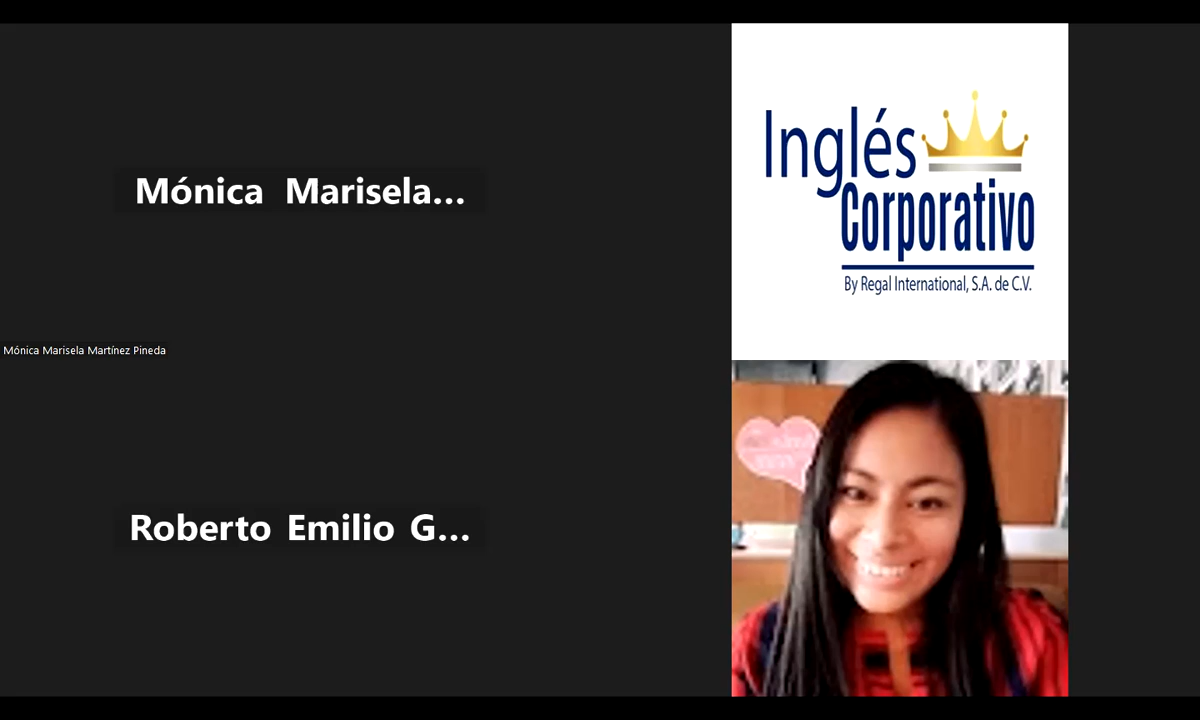 Mónica Marisela...
Inglés
Corporativo
By Regal International, S.A. de C.V.
Mónica Marisela Martínez Pineda
Roberto Emilio G...